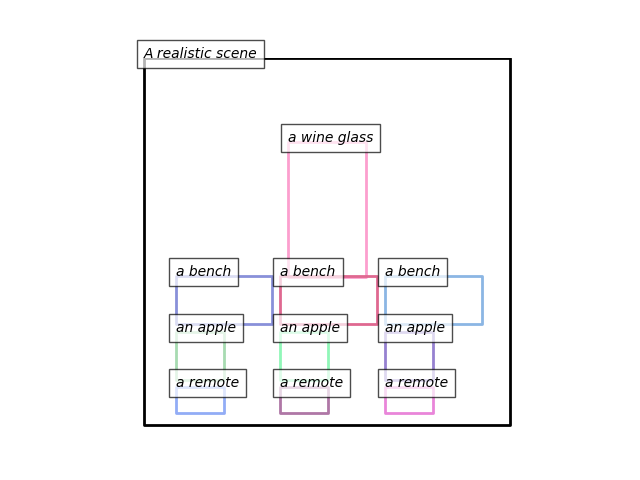 A realistic scene
a wine glass
a bench a bench a bench
an apple an apple an apple
a remote a remote a remote